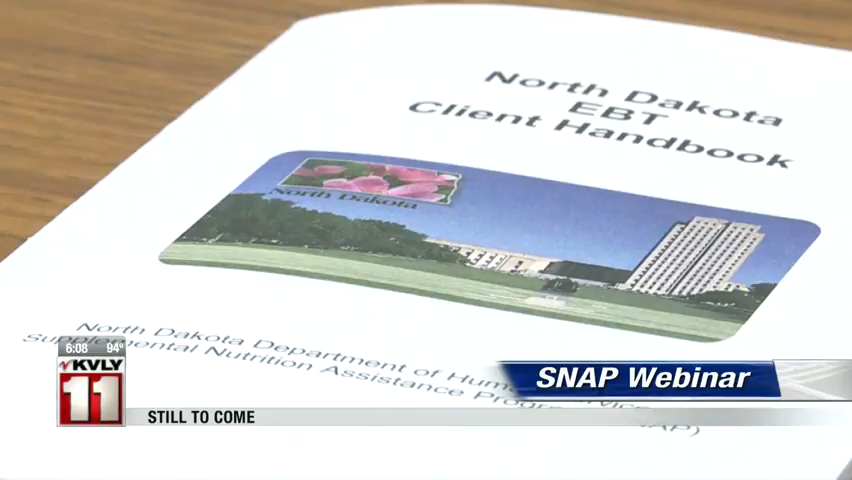 North Dakota
EBT
Client Handbook
North Dakota
North Dakota Department of Hum
Supplemental Nutrition Assistance Progr
6:08 94°
KVLY
11
SNAP Webinar
STILL TO COME